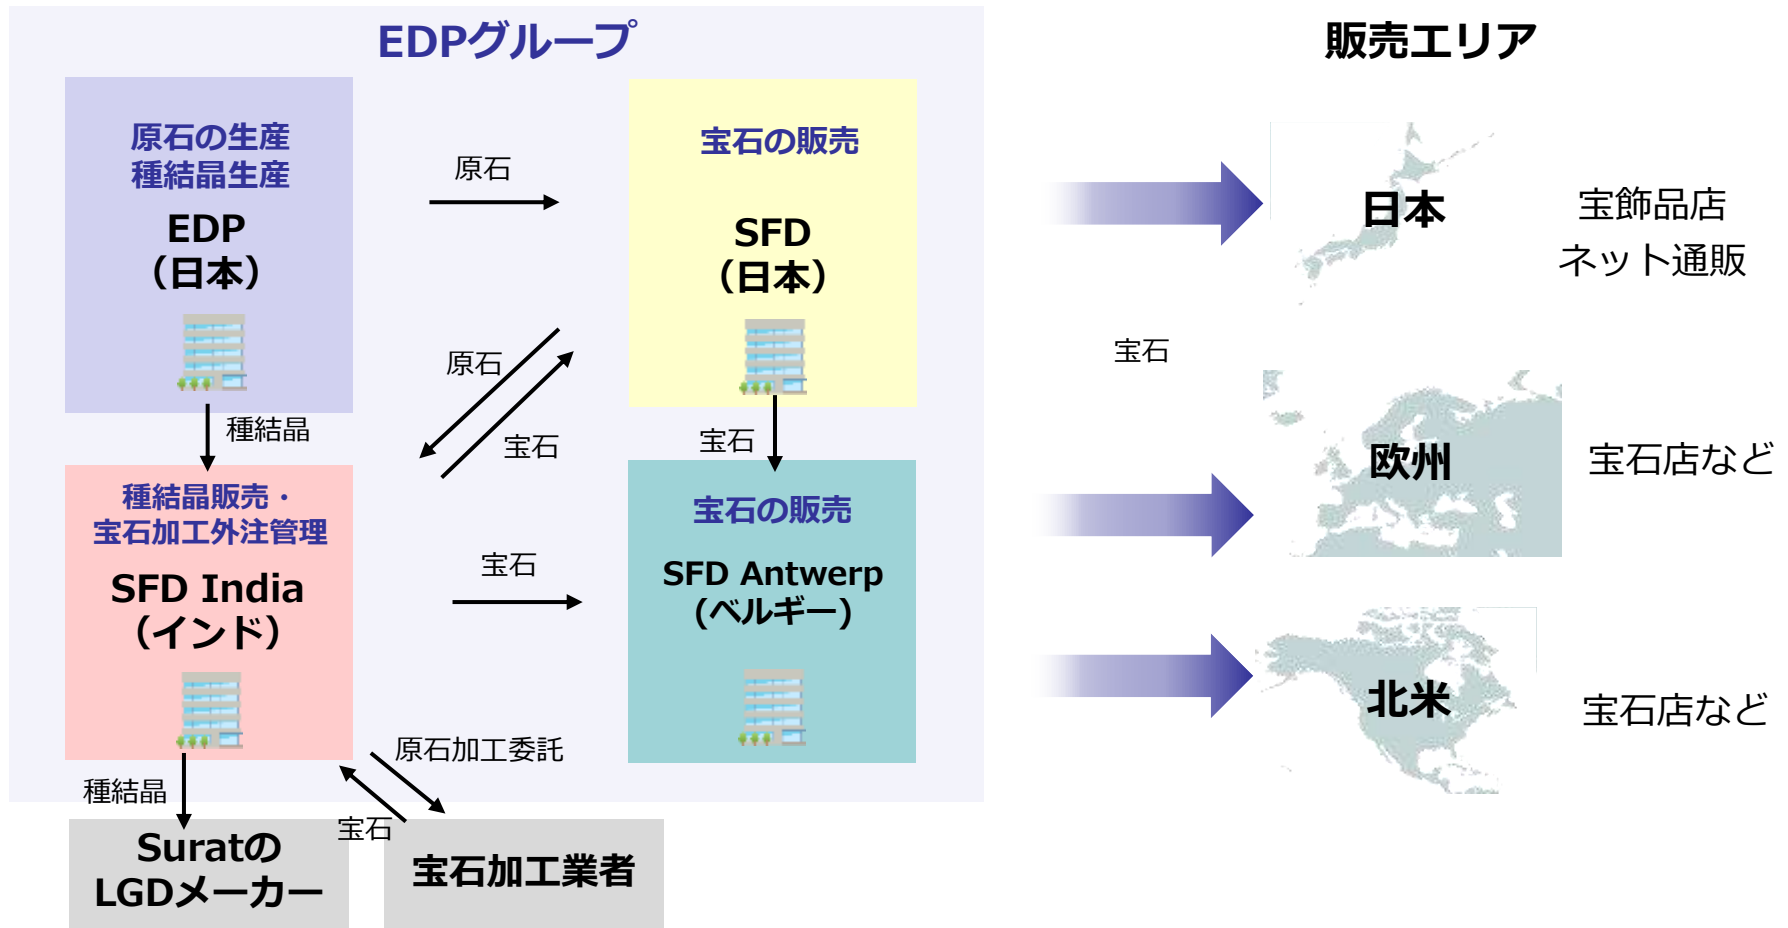 EDPグループ
販売エリア
原石の生産
種結晶生産
EDP
（日本）
原石
宝石の販売
SFD
（日本）
原石
宝石
種結晶
宝石
種結晶販売・
宝石加工外注管理
SFD India
（インド）
宝石
宝石の販売
SFD Antwerp
(ベルギー)
種結晶
原石加工委託
宝石
Suratの
LGDメーカー
宝石加工業者
日本
宝飾品店
ネット通販
宝石
欧州
宝石店など
北米
宝石店など